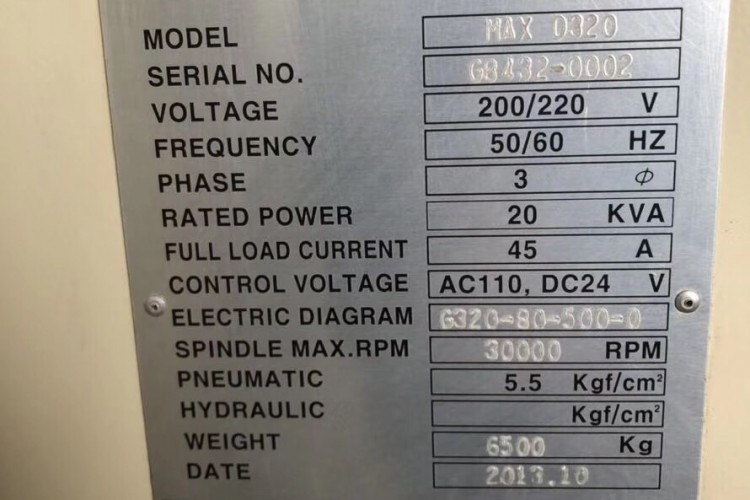 MODEL MAX D320
SERIAL NO. G8432-0002
VOLTAGE 200/220 V
FREQUENCY 50/60 HZ
PHASE 3 Φ
RATED POWER 20 KVA
FULL LOAD CURRENT 45 A
CONTROL VOLTAGE AC110, DC24 V
ELECTRIC DIAGRAM G320-80-500-0
SPINDLE MAX.RPM 30000 RPM
PNEUMATIC 5.5 Kgf/cm²
HYDRAULIC Kgf/cm²
WEIGHT 6500 Kg
DATE 2013.10